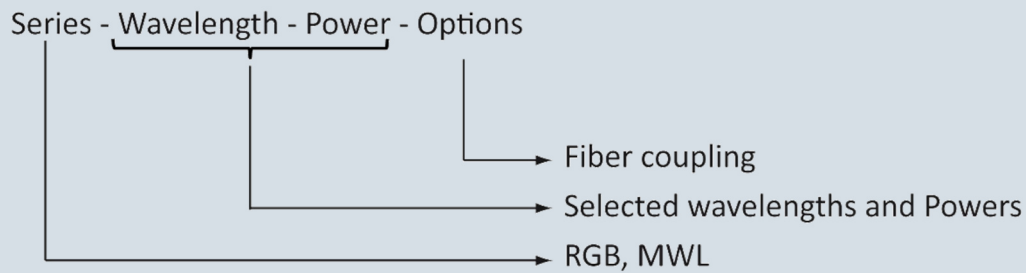 Series - Wavelength - Power - Options
Fiber coupling
Selected wavelengths and Powers
RGB, MWL